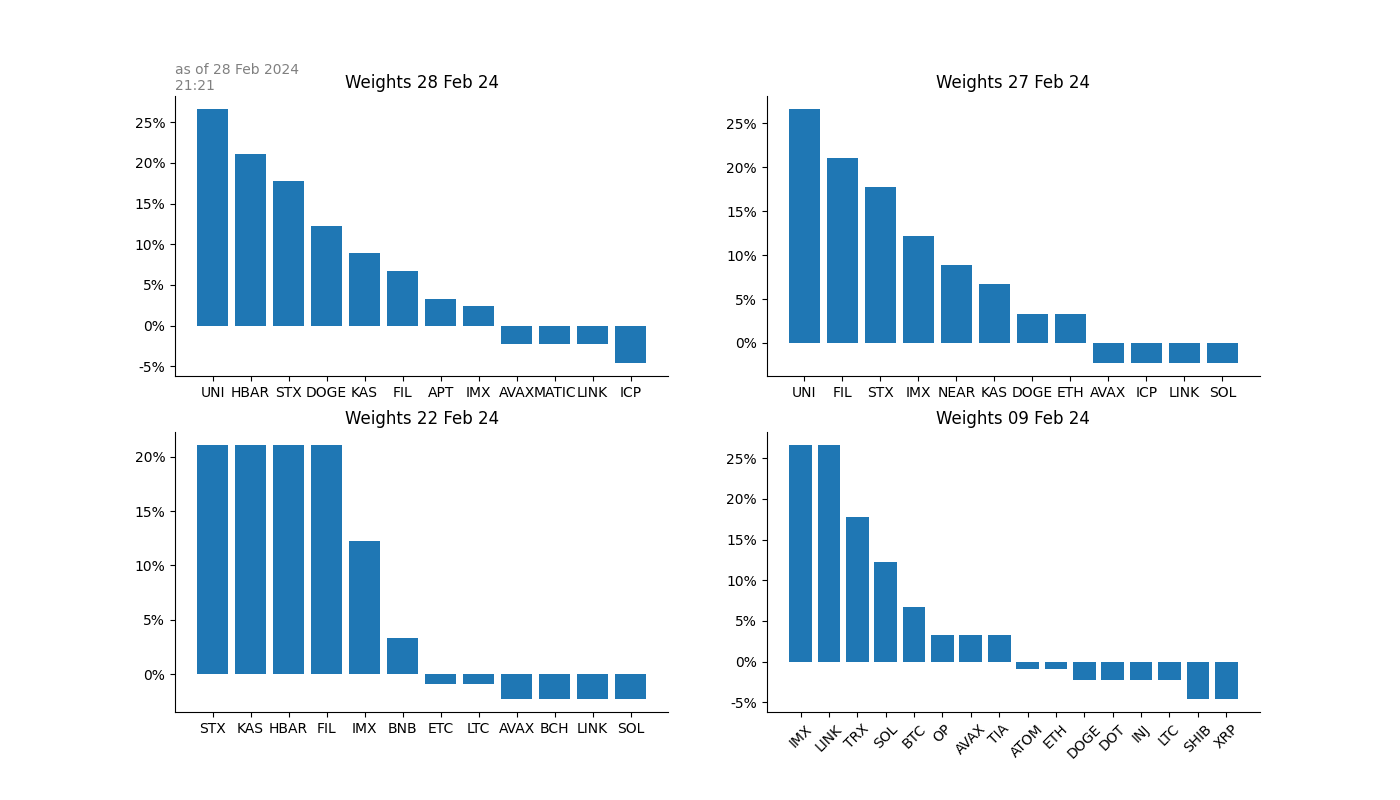 as of 28 Feb 2024
21:21
Weights 28 Feb 24
25%
20%
15%
10%
5%
0%
-5%
UNI HBAR STX DOGE KAS FIL APT IMX AVAX MATIC LINK ICP
Weights 27 Feb 24
25%
20%
15%
10%
5%
0%
UNI FIL STX IMX NEAR KAS DOGE ETH AVAX ICP LINK SOL
Weights 22 Feb 24
20%
15%
10%
5%
0%
STX KAS HBAR FIL IMX BNB ETC LTC AVAX BCH LINK SOL
Weights 09 Feb 24
25%
20%
15%
10%
5%
0%
-5%
IMX LINK TRX SOL BTC OP AVAX TIA ATOM ETH DOGE DOT INJ LTC SHIB XRP